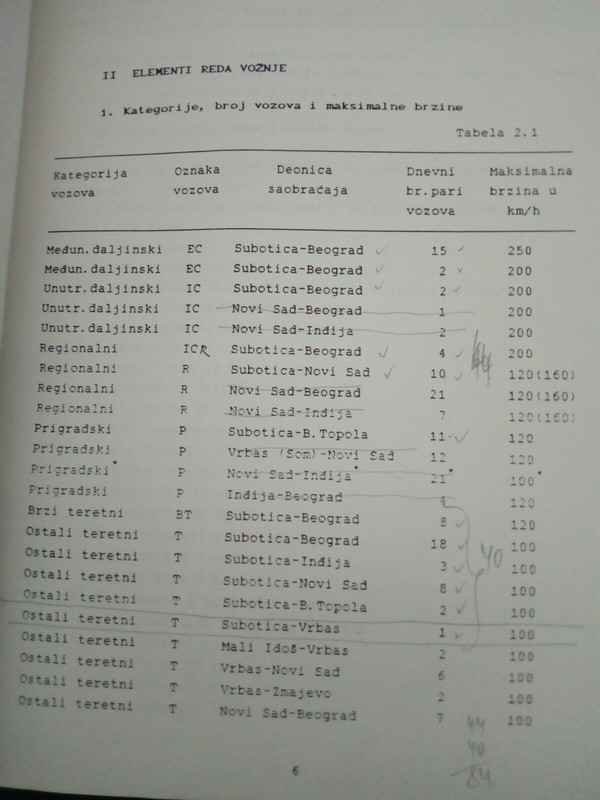 II ELEMENTI REDA VOŽNJE
1. Kategorije, broj vozova i maksimalne brzine
Tabela 2.1
Kategorija Oznaka Deonica Dnevni Maksimalna
vozova vozova saobraćaja br.pari brzina u
vozova km/h
Međun.daljinski EC Subotica-Beograd 15 250
Međun.daljinski EC Subotica-Beograd 2 200
Unutr.daljinski IC Subotica-Beograd 2 200
Unutr.daljinski IC Novi Sad-Beograd 1 200
Unutr.daljinski IC Novi Sad-Inđija 2 200
Regionalni ICR Subotica-Beograd 4 200
Regionalni R Subotica-Novi Sad 10 120(160)
Regionalni R Novi Sad-Beograd 21 120(160)
Regionalni R Novi Sad-Inđija 7 120(160)
Prigradski P Subotica-B.Topola 11 120
Prigradski P Vrbas (Som)-Novi Sad 12 120
Prigradski* P Novi Sad-Inđija* 21* 100*
Prigradski P Inđija-Beograd 4 120
Brzi teretni BT Subotica-Beograd 8 120
Ostali teretni T Subotica-Beograd 18 100
Ostali teretni T Subotica-Inđija 3 100
Ostali teretni T Subotica-Novi Sad 8 100
Ostali teretni T Subotica-B.Topola 2 100
Ostali teretni T Subotica-Vrbas 1 100
Ostali teretni T Mali Iđoš-Vrbas 2 100
Ostali teretni T Vrbas-Novi Sad 6 100
Ostali teretni T Vrbas-Zmajevo 2 100
Ostali teretni T Novi Sad-Beograd 7 100
44
40
44
40
84
6